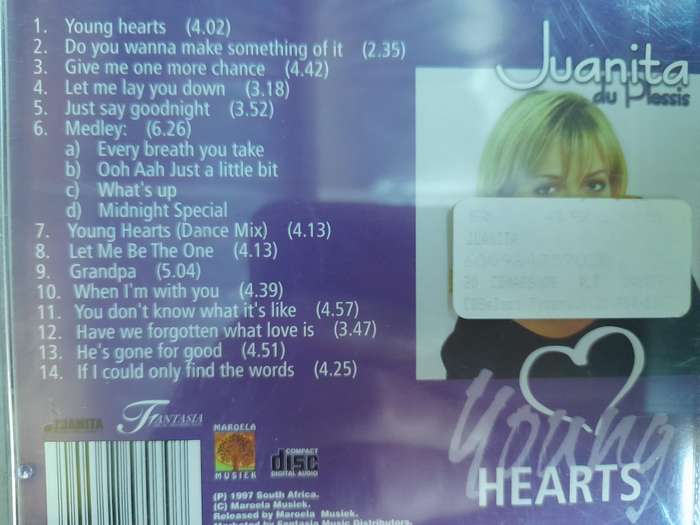 1. Young hearts (4.02)
2. Do you wanna make something of it (2.35)
3. Give me one more chance (4.42)
4. Let me lay you down (3.18)
5. Just say goodnight (3.52)
6. Medley: (6.26)
a) Every breath you take
b) Ooh Aah Just a little bit
c) What's up
d) Midnight Special
7. Young Hearts (Dance Mix) (4.13)
8. Let Me Be The One (4.13)
9. Grandpa (5.04)
10. When I'm with you (4.39)
11. You don't know what it's like (4.57)
12. Have we forgotten what love is (3.47)
13. He's gone for good (4.51)
14. If I could only find the words (4.25)
Juanita
du Plessis
JUANITA
Young
HEARTS
JUANITA
FANTASIA
MAROELA
MUSIEK
COMPACT
disc
DIGITAL AUDIO
(P) 1997 South Africa.
(C) Maroela Musiek.
Released by Maroela Musiek.
Marketed by Fantasia Music Distributors.